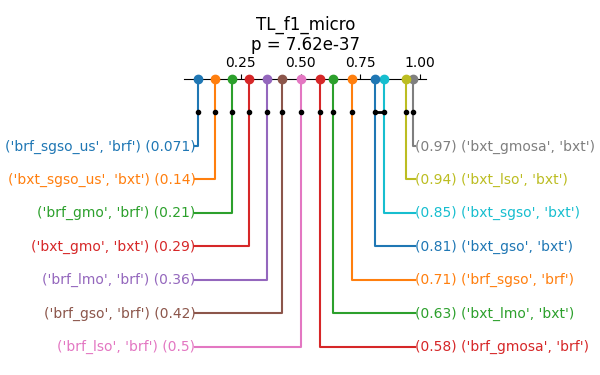 TL_f1_micro
p = 7.62e-37
0.25 0.50 0.75 1.00
('brf_sgso_us', 'brf') (0.071)
(0.97) ('bxt_gmosa', 'bxt')
('bxt_sgso_us', 'bxt') (0.14)
(0.94) ('bxt_lso', 'bxt')
('brf_gmo', 'brf') (0.21)
(0.85) ('bxt_sgso', 'bxt')
('bxt_gmo', 'bxt') (0.29)
(0.81) ('bxt_gso', 'bxt')
('brf_lmo', 'brf') (0.36)
(0.71) ('brf_sgso', 'brf')
('brf_gso', 'brf') (0.42)
(0.63) ('bxt_lmo', 'bxt')
('brf_lso', 'brf') (0.5)
(0.58) ('brf_gmosa', 'brf')